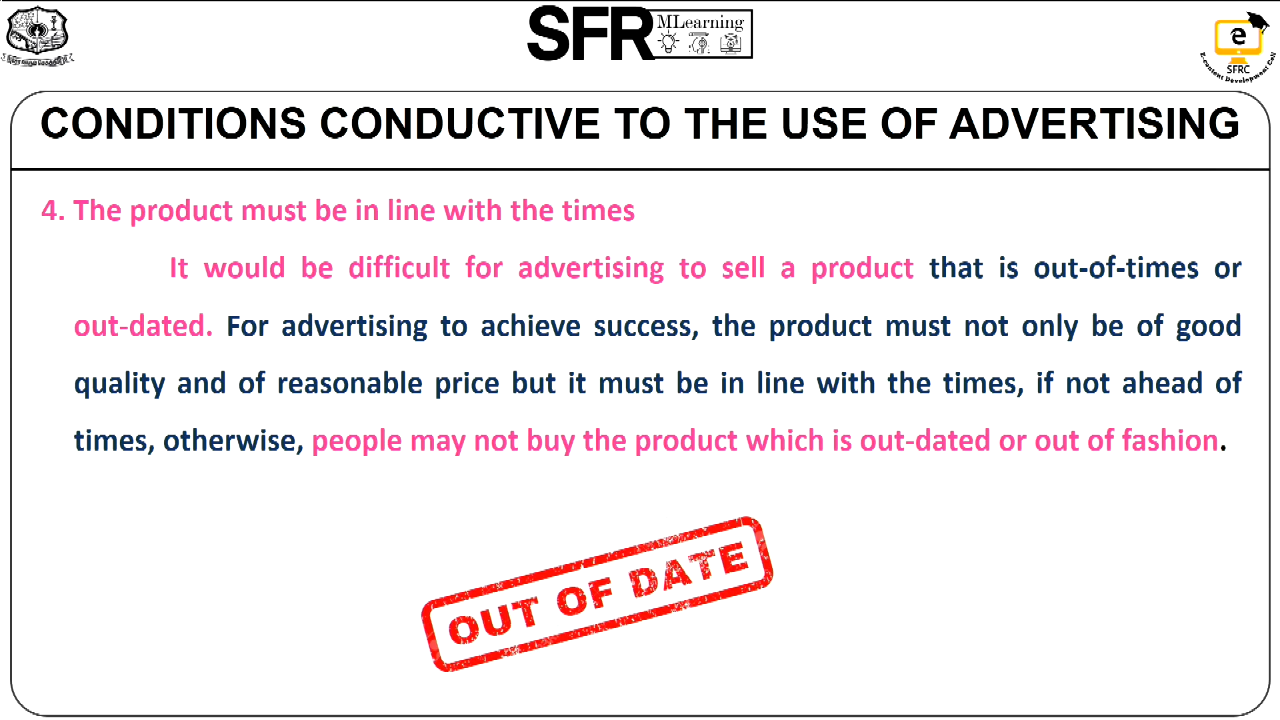 SFR MLearning
e
E-content Development Cell
SFRC
CONDITIONS CONDUCTIVE TO THE USE OF ADVERTISING
4. The product must be in line with the times
It would be difficult for advertising to sell a product that is out-of-times or
out-dated. For advertising to achieve success, the product must not only be of good
quality and of reasonable price but it must be in line with the times, if not ahead of
times, otherwise, people may not buy the product which is out-dated or out of fashion.
OUT OF DATE